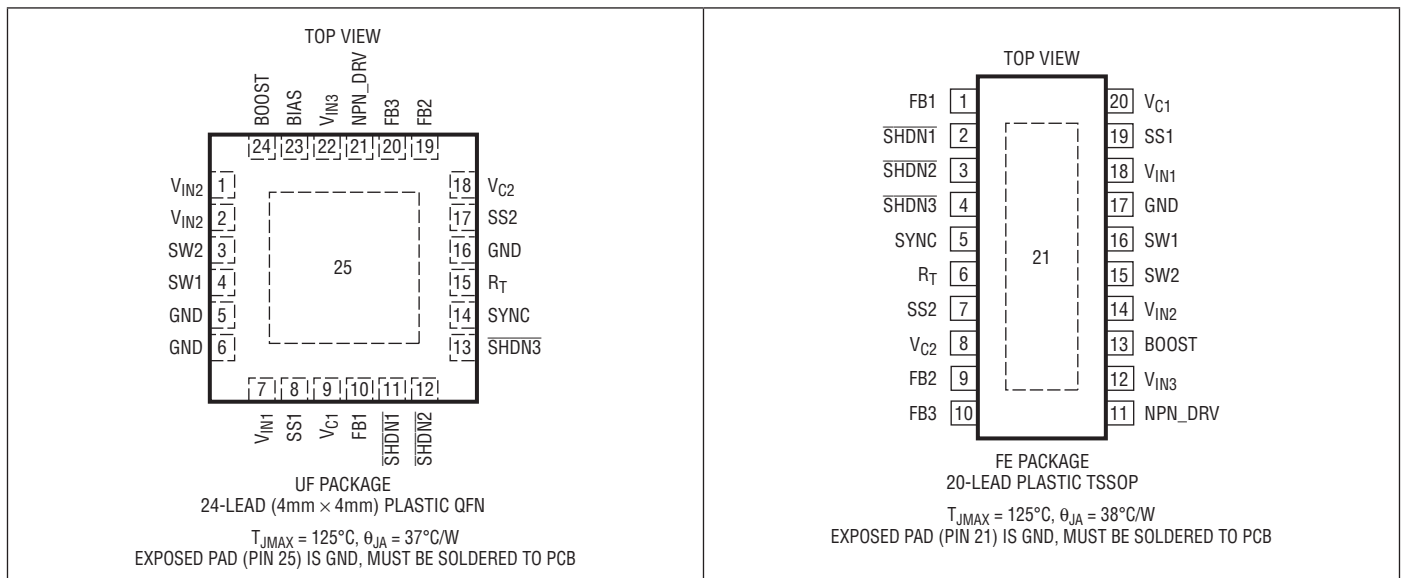 TOP VIEW
BOOST
BIAS
VIN3
NPN_DRV
FB3
FB2
24 23 22 21 20 19
VIN2 1
VIN2 2
SW2 3
SW1 4
GND 5
GND 6
25
18 VC2
17 SS2
16 GND
15 RT
14 SYNC
13 SHDN3
7 8 9 10 11 12
VIN1
SS1
VC1
FB1
SHDN1
SHDN2
UF PACKAGE
24-LEAD (4mm × 4mm) PLASTIC QFN
TJMAX = 125°C, θJA = 37°C/W
EXPOSED PAD (PIN 25) IS GND, MUST BE SOLDERED TO PCB
TOP VIEW
FB1 1
SHDN1 2
SHDN2 3
SHDN3 4
SYNC 5
RT 6
SS2 7
VC2 8
FB2 9
FB3 10
21
20 VC1
19 SS1
18 VIN1
17 GND
16 SW1
15 SW2
14 VIN2
13 BOOST
12 VIN3
11 NPN_DRV
FE PACKAGE
20-LEAD PLASTIC TSSOP
TJMAX = 125°C, θJA = 38°C/W
EXPOSED PAD (PIN 21) IS GND, MUST BE SOLDERED TO PCB